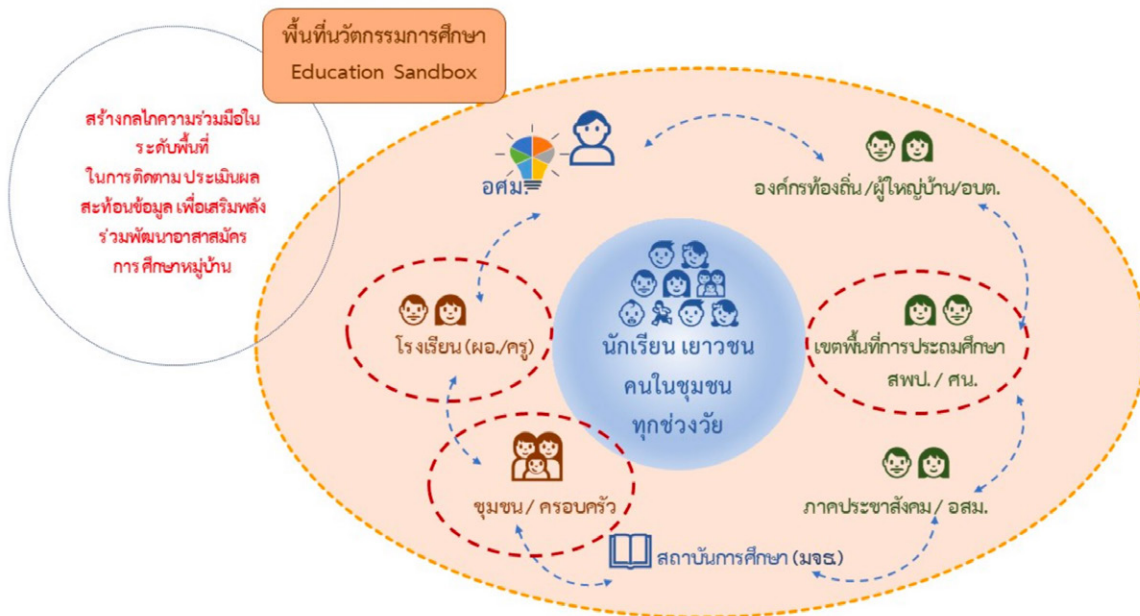 พื้นที่นวัตกรรมการศึกษา
Education Sandbox
สร้างกลไกความร่วมมือใน
ระดับพื้นที่
ในการติดตาม ประเมินผล
สะท้อนข้อมูล เพื่อเสริมพลัง
ร่วมพัฒนาอาสาสมัคร
การศึกษาหมู่บ้าน
อศม.
องค์กรท้องถิ่น/ผู้ใหญ่บ้าน/อบต.
โรงเรียน(ผอ./ครู)
นักเรียน เยาวชน
คนในชุมชน
ทุกช่วงวัย
เขตพื้นที่การประถมศึกษา
สพป./ ศน.
ชุมชน/ ครอบครัว
ภาคประชาสังคม/ อสม.
สถาบันการศึกษา (มจธ.)